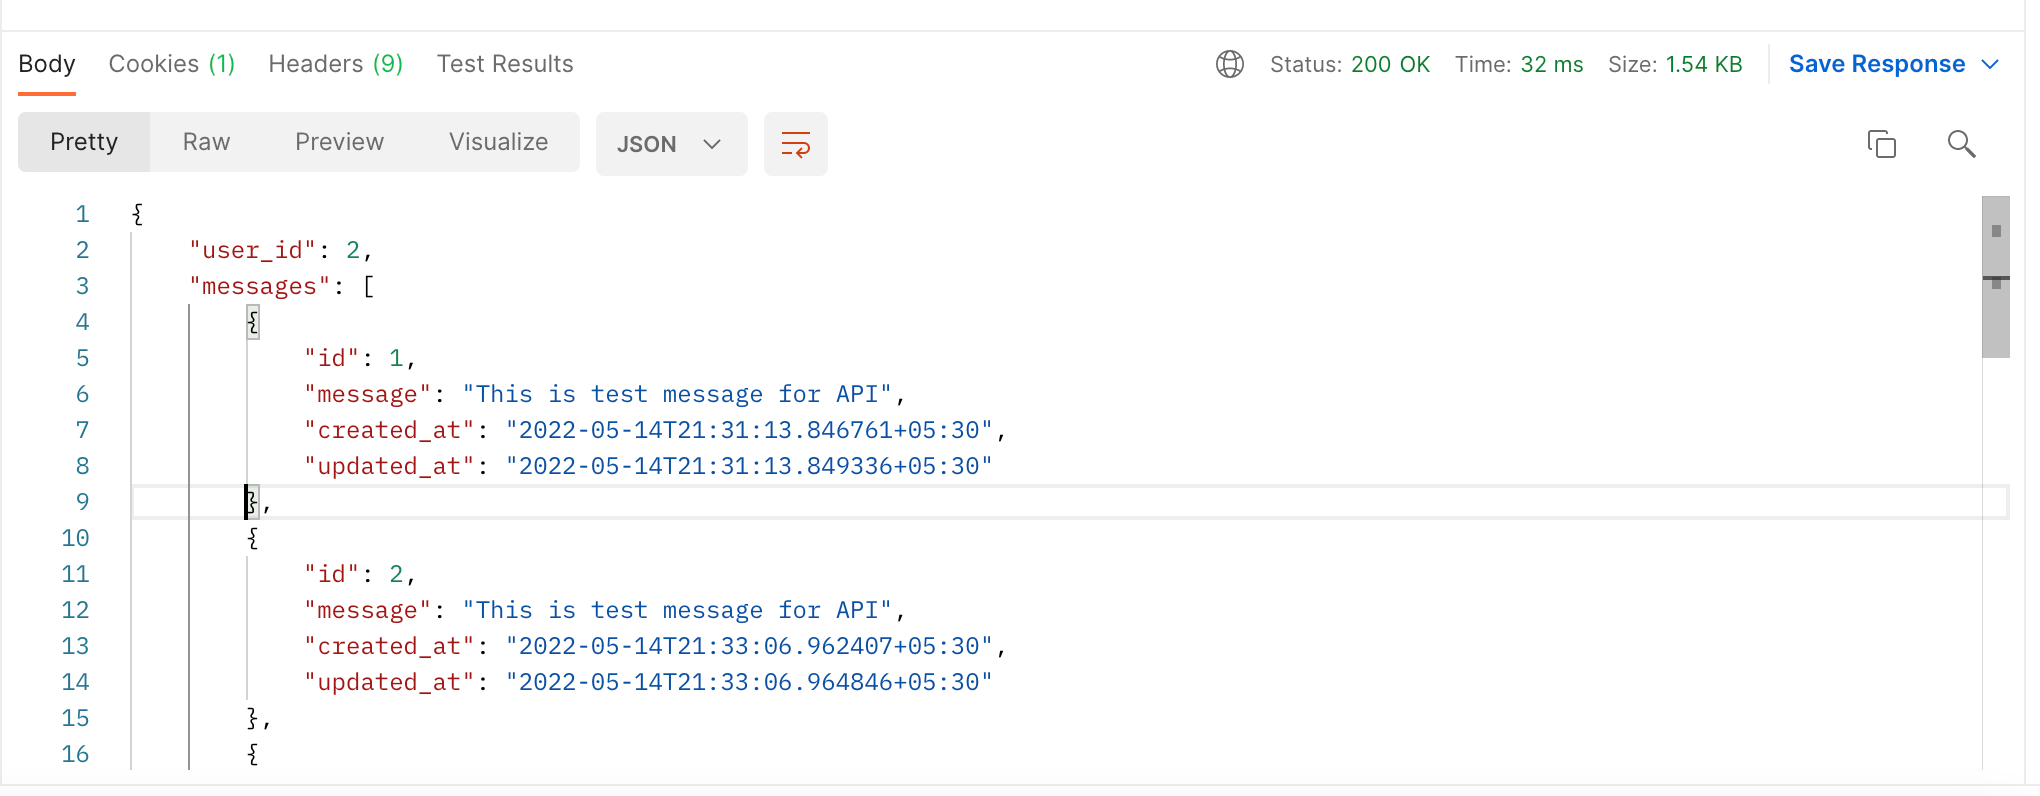 Body Cookies (1) Headers (9) Test Results Status: 200 OK Time: 32 ms Size: 1.54 KB Save Response
Pretty Raw Preview Visualize JSON
1 {
2 "user_id": 2,
3 "messages": [
4 {
5 "id": 1,
6 "message": "This is test message for API",
7 "created_at": "2022-05-14T21:31:13.846761+05:30",
8 "updated_at": "2022-05-14T21:31:13.849336+05:30"
9 },
10 {
11 "id": 2,
12 "message": "This is test message for API",
13 "created_at": "2022-05-14T21:33:06.962407+05:30",
14 "updated_at": "2022-05-14T21:33:06.964846+05:30"
15 },
16 {